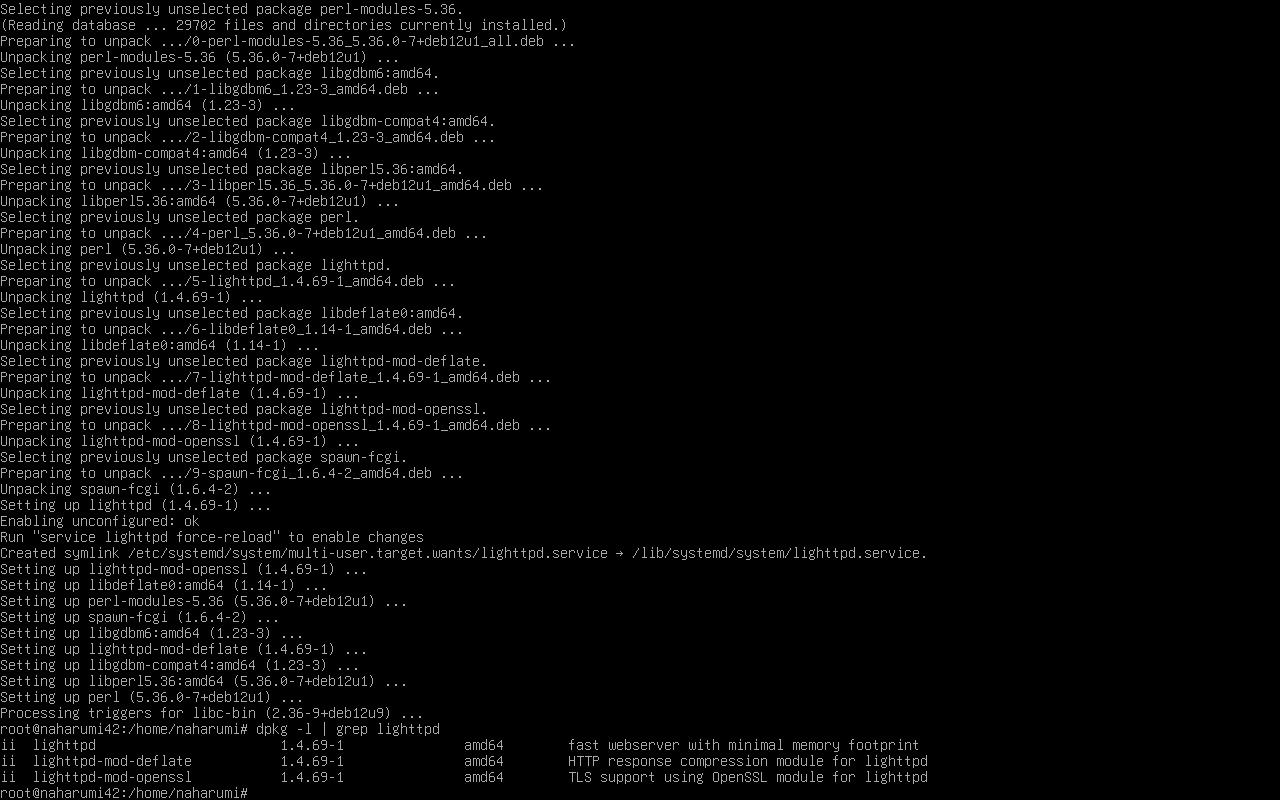 Selecting previously unselected package perl-modules-5.36.
(Reading database ... 29702 files and directories currently installed.)
Preparing to unpack .../0-perl-modules-5.36_5.36.0-7+deb12u1_all.deb ...
Unpacking perl-modules-5.36 (5.36.0-7+deb12u1) ...
Selecting previously unselected package libgdbm6:amd64.
Preparing to unpack .../1-libgdbm6_1.23-3_amd64.deb ...
Unpacking libgdbm6:amd64 (1.23-3) ...
Selecting previously unselected package libgdbm-compat4:amd64.
Preparing to unpack .../2-libgdbm-compat4_1.23-3_amd64.deb ...
Unpacking libgdbm-compat4:amd64 (1.23-3) ...
Selecting previously unselected package libperl5.36:amd64.
Preparing to unpack .../3-libperl5.36_5.36.0-7+deb12u1_amd64.deb ...
Unpacking libperl5.36:amd64 (5.36.0-7+deb12u1) ...
Selecting previously unselected package perl.
Preparing to unpack .../4-perl_5.36.0-7+deb12u1_amd64.deb ...
Unpacking perl (5.36.0-7+deb12u1) ...
Selecting previously unselected package lighttpd.
Preparing to unpack .../5-lighttpd_1.4.69-1_amd64.deb ...
Unpacking lighttpd (1.4.69-1) ...
Selecting previously unselected package libdeflate0:amd64.
Preparing to unpack .../6-libdeflate0_1.14-1_amd64.deb ...
Unpacking libdeflate0:amd64 (1.14-1) ...
Selecting previously unselected package lighttpd-mod-deflate.
Preparing to unpack .../7-lighttpd-mod-deflate_1.4.69-1_amd64.deb ...
Unpacking lighttpd-mod-deflate (1.4.69-1) ...
Selecting previously unselected package lighttpd-mod-openssl.
Preparing to unpack .../8-lighttpd-mod-openssl_1.4.69-1_amd64.deb ...
Unpacking lighttpd-mod-openssl (1.4.69-1) ...
Selecting previously unselected package spawn-fcgi.
Preparing to unpack .../9-spawn-fcgi_1.6.4-2_amd64.deb ...
Unpacking spawn-fcgi (1.6.4-2) ...
Setting up lighttpd (1.4.69-1) ...
Enabling unconfigured: ok
Run "service lighttpd force-reload" to enable changes
Created symlink /etc/systemd/system/multi-user.target.wants/lighttpd.service → /lib/systemd/system/lighttpd.service.
Setting up lighttpd-mod-openssl (1.4.69-1) ...
Setting up libdeflate0:amd64 (1.14-1) ...
Setting up perl-modules-5.36 (5.36.0-7+deb12u1) ...
Setting up spawn-fcgi (1.6.4-2) ...
Setting up libgdbm6:amd64 (1.23-3) ...
Setting up lighttpd-mod-deflate (1.4.69-1) ...
Setting up libgdbm-compat4:amd64 (1.23-3) ...
Setting up libperl5.36:amd64 (5.36.0-7+deb12u1) ...
Setting up perl (5.36.0-7+deb12u1) ...
Processing triggers for libc-bin (2.36-9+deb12u9) ...
root@naharumi42:/home/naharumi# dpkg -l | grep lighttpd
ii  lighttpd                       1.4.69-1               amd64        fast webserver with minimal memory footprint
ii  lighttpd-mod-deflate           1.4.69-1               amd64        HTTP response compression module for lighttpd
ii  lighttpd-mod-openssl           1.4.69-1               amd64        TLS support using OpenSSL module for lighttpd
root@naharumi42:/home/naharumi#